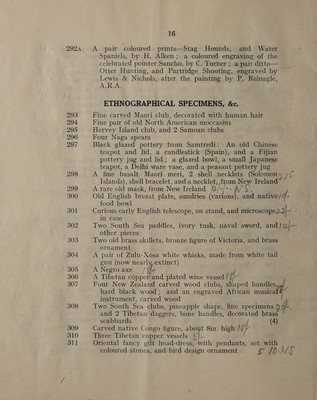 16
292A A pair coloured prints—Stag Hounds, and Water
Spaniels, by H. Alken; a coloured engraving of the
celebrated pointer Sancho, by C. Turner; a pair ditto—
Otter Hunting, and Partridge Shooting, engraved by
Lewis & Nichols, after the painting by P. Reinagle,
A.R.A.
ETHNOGRAPHICAL SPECIMENS, &c.
293 Fine carved Maori club, decorated with human hair
294 Fine pair of old North American moccasins
295 Hervey Island club, and 2 Samoan clubs
296 Four Naga spears
297 Black glazed pottery from Samtredi: An old Chinese
teapot and lid, a candlestick (Spain), and a Fijian
pottery jug and lid; a glazed bowl, a small Japanese
teapot, a Delhi ware vase, and a peasant pottery jug
298 A fine basalt Maori meri, 2 shell necklets (Solomon
Islands), shell bracelet, and a necklet, from New Ireland
299 A rare old mask, from New Ireland
300 Old English breast plate, sundries (various), and native
food bowl
301 Curious early English telescope, on stand, and microscope,
in case
302 Two South Sea paddles, ivory tusk, naval sword, and
other pieces
303 Two old brass skillets, bronze figure of Victoria, and brass
ornament
304 A pair of Zulu-Xosa white whisks, made from white tail
gnu (now nearly extinct)
305 A Negro axe
306 A Tibetan copper and plated wine vessel
307 Four New Zealand carved wood clubs, shaped handles,
hard black wood; and an engraved African musical
instrument, carved wood
308 Two South Sea clubs, pineapple shape, fine specimens
and 2 Tibetan daggers, bone handles, decorated brass
scabbards (4)
309 Carved native Congo figure, about 8in. high
310 Three Tibetan copper vessels
311 Oriental fancy gilt head-dress, with pendants, set with
coloured stones, and bird design ornament